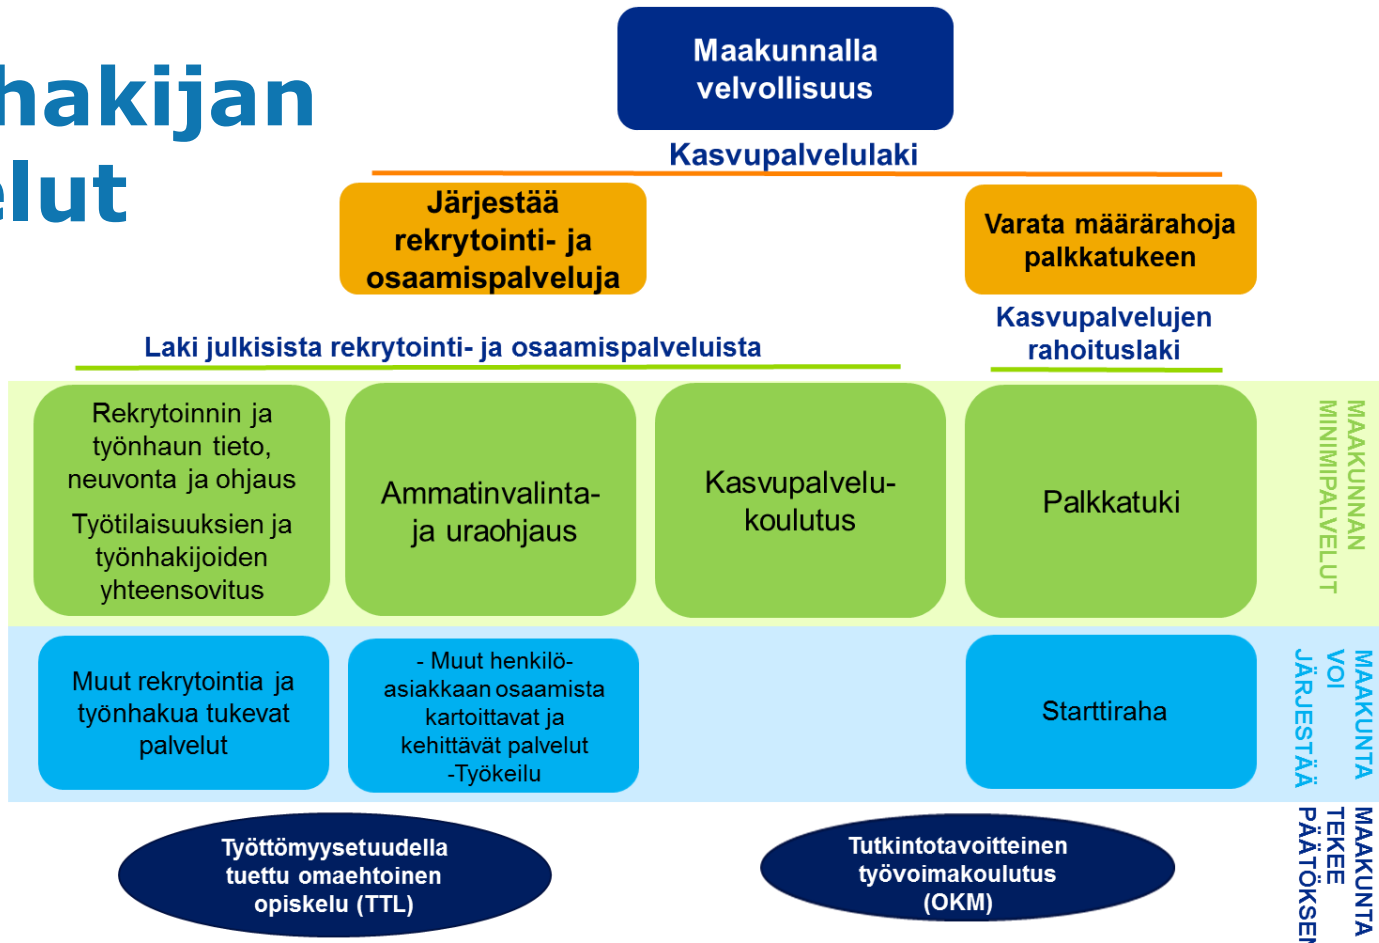 hakijan
elut
Maakunnalla
velvollisuus
Kasvupalvelulaki
Järjestää
rekrytointi- ja
osaamispalveluja
Varata määrärahoja
palkkatukeen
Laki julkisista rekrytointi- ja osaamispalveluista
Kasvupalvelujen
rahoituslaki
Rekrytoinnin ja
työnhaun tieto,
neuvonta ja ohjaus
Työtilaisuuksien ja
työnhakijoiden
yhteensovitus
Ammatinvalinta-
ja uraohjaus
Kasvupalvelu-
koulutus
Palkkatuki
MAAKUNNAN
MINIMIPALVELUT
Muut rekrytointia ja
työnhakua tukevat
palvelut
- Muut henkilö-
asiakkaan osaamista
kartoittavat ja
kehittävät palvelut
-Työkeilu
Starttiraha
MAAKUNTA
VOI
JÄRJESTÄÄ
Työttömyysetuudella
tuettu omaehtoinen
opiskelu (TTL)
Tutkintotavoitteinen
työvoimakoulutus
(OKM)
MAAKUNTA
TEKEE
PÄÄTÖKSEN